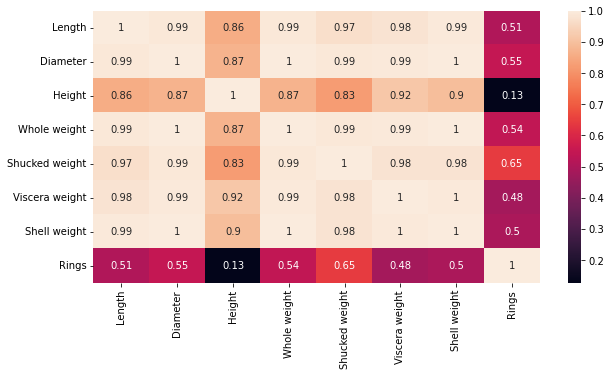 Length 1 0.99 0.86 0.99 0.97 0.98 0.99 0.51
Diameter 0.99 1 0.87 1 0.99 0.99 1 0.55
Height 0.86 0.87 1 0.87 0.83 0.92 0.9 0.13
Whole weight 0.99 1 0.87 1 0.99 0.99 1 0.54
Shucked weight 0.97 0.99 0.83 0.99 1 0.98 0.98 0.65
Viscera weight 0.98 0.99 0.92 0.99 0.98 1 1 0.48
Shell weight 0.99 1 0.9 1 0.98 1 1 0.5
Rings 0.51 0.55 0.13 0.54 0.65 0.48 0.5 1
Length
Diameter
Height
Whole weight
Shucked weight
Viscera weight
Shell weight
Rings
1.0
0.9
0.8
0.7
0.6
0.5
0.4
0.3
0.2